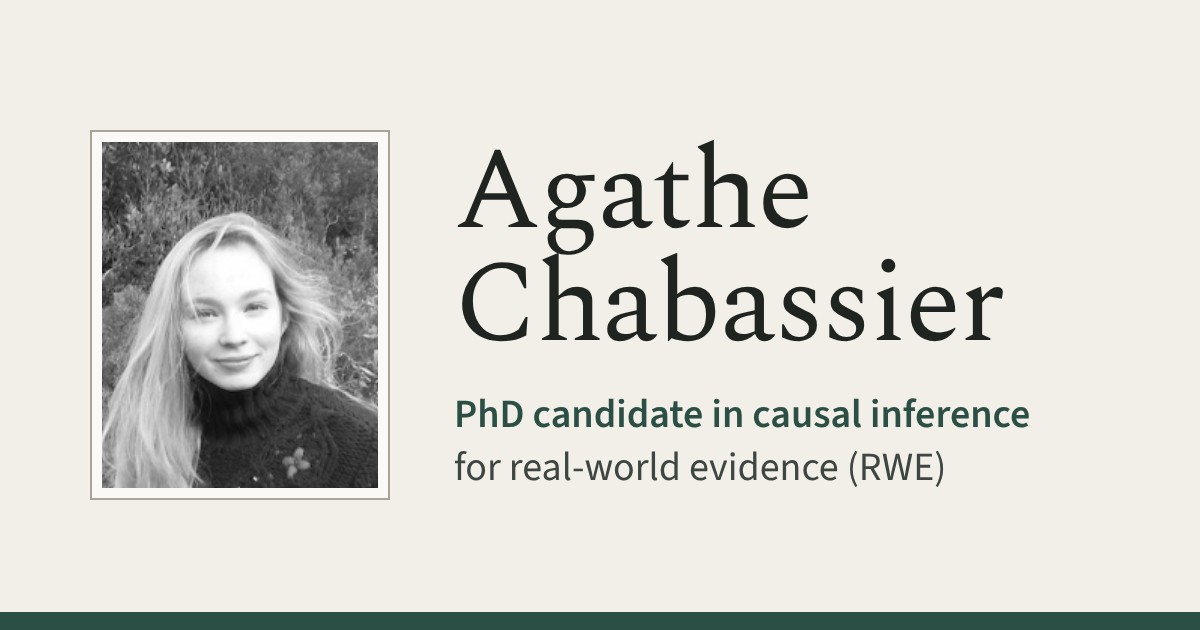 Agathe
Chabassier
PhD candidate in causal inference
for real-world evidence (RWE)